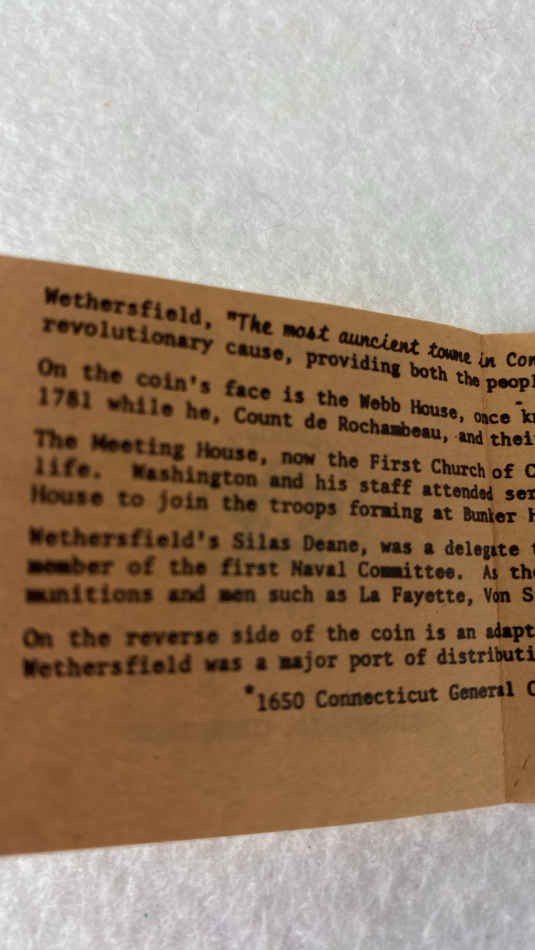 Wethersfield, "The most auncient towne in Con
revolutionary cause, providing both the peopl
On the coin's face is the Webb House, once kn
1781 while he, Count de Rochambeau, and thei
The Meeting House, now the First Church of C
life. Washington and his staff attended ser
House to join the troops forming at Bunker H
Wethersfield's Silas Deane, was a delegate t
member of the first Naval Committee. As th
munitions and men such as La Fayette, Von S
On the reverse side of the coin is an adapt
Wethersfield was a major port of distributi
*1650 Connecticut General C